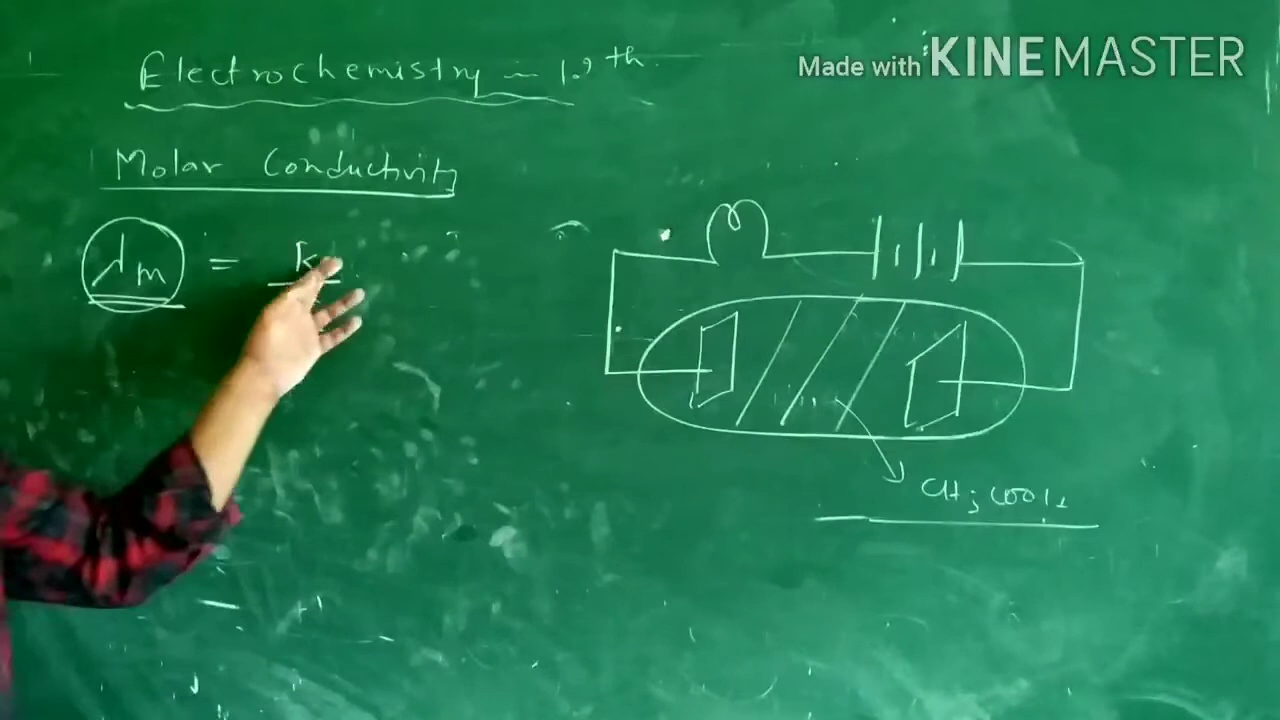 Electrochemistry - 12th
Made with KINEMASTER
Molar Conductivity
λm = K
CH3COOH